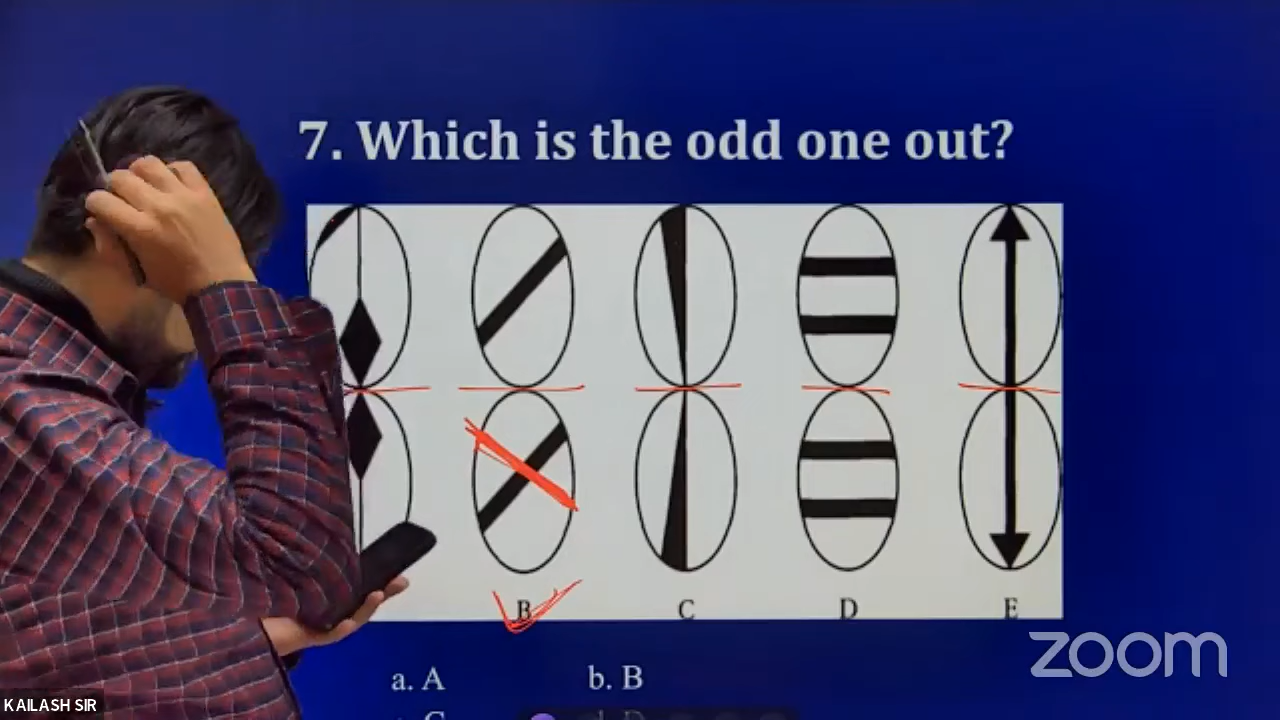 7. Which is the odd one out?
B C D E
zoom
a. A b. B
KAILASH SIR